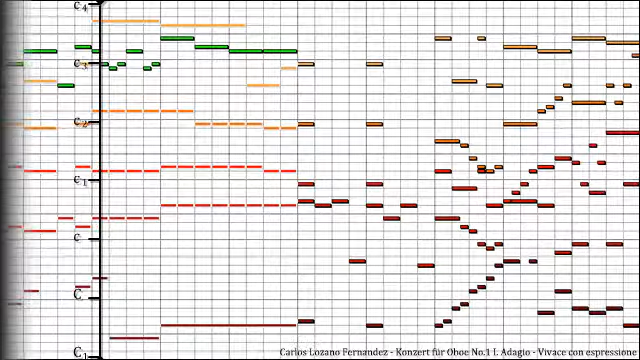 C4
C3
C2
C1
C
C
C1
Carlos Lozano Fernandez - Konzert für Oboe No.1 I. Adagio - Vivace con espressione